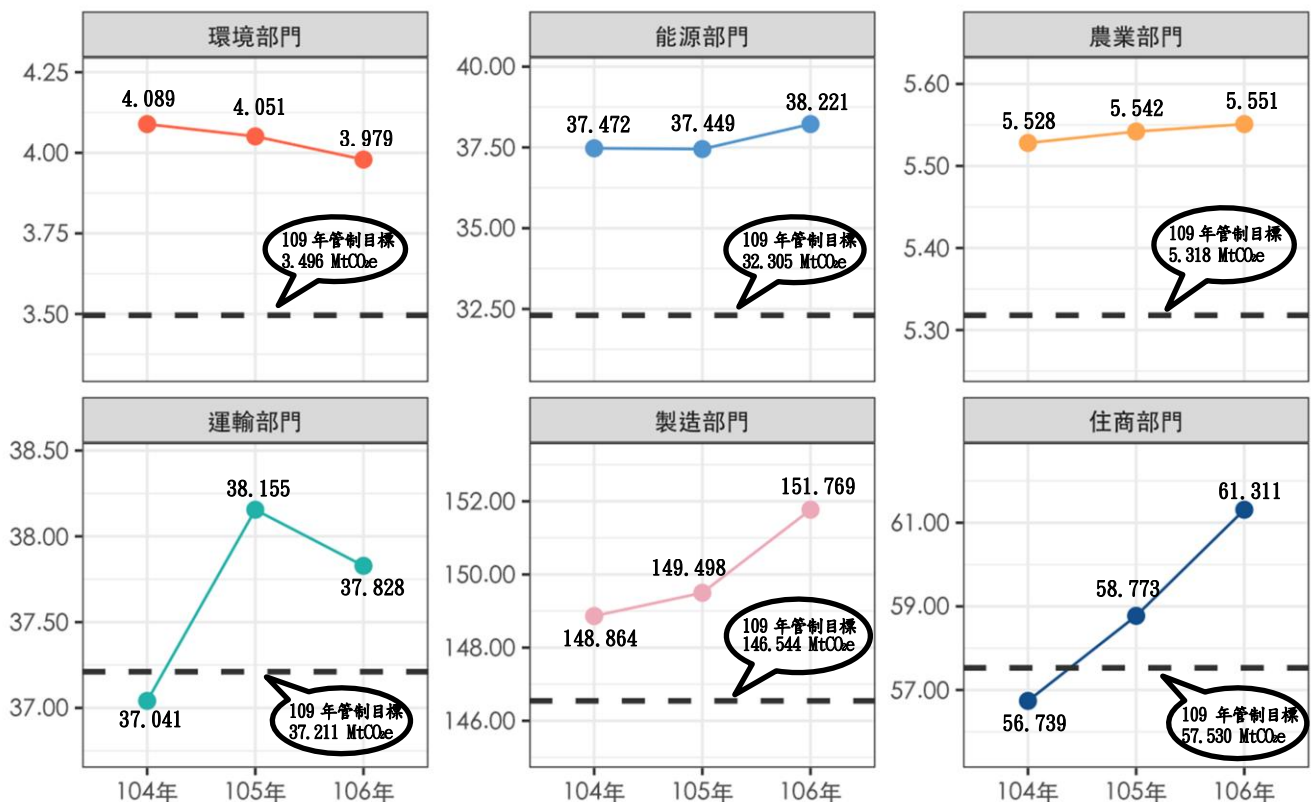 環境部門
4.25
4.00
3.75
3.50
4.089
4.051
3.979
109 年管制目標
3.496 MtCO₂e
能源部門
40.00
37.50
35.00
32.50
37.472
37.449
38.221
109 年管制目標
32.305 MtCO₂e
農業部門
5.60
5.50
5.40
5.30
5.528
5.542
5.551
109 年管制目標
5.318 MtCO₂e
運輸部門
38.50
38.00
37.50
37.00
38.155
37.828
37.041
109 年管制目標
37.211 MtCO₂e
104年
105年
106年
製造部門
152.00
150.00
148.00
146.00
151.769
149.498
148.864
109 年管制目標
146.544 MtCO₂e
104年
105年
106年
住商部門
61.00
59.00
57.00
61.311
58.773
56.739
109 年管制目標
57.530 MtCO₂e
104年
105年
106年